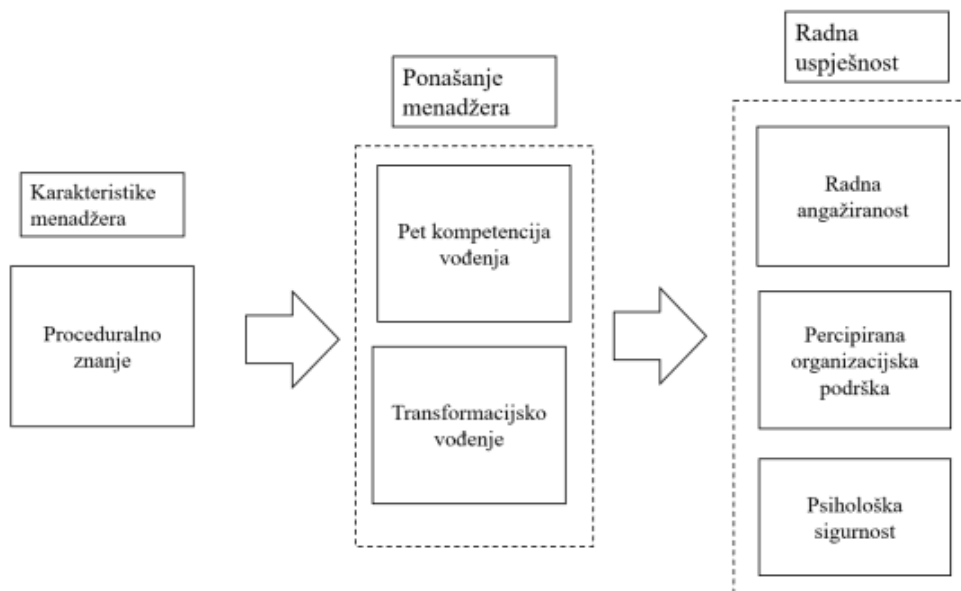 Karakteristike
menadžera
Proceduralno
znanje
Ponašanje
menadžera
Pet kompetencija
vođenja
Transformacijsko
vođenje
Radna
uspješnost
Radna
angažiranost
Percipirana
organizacijska
podrška
Psihološka
sigurnost